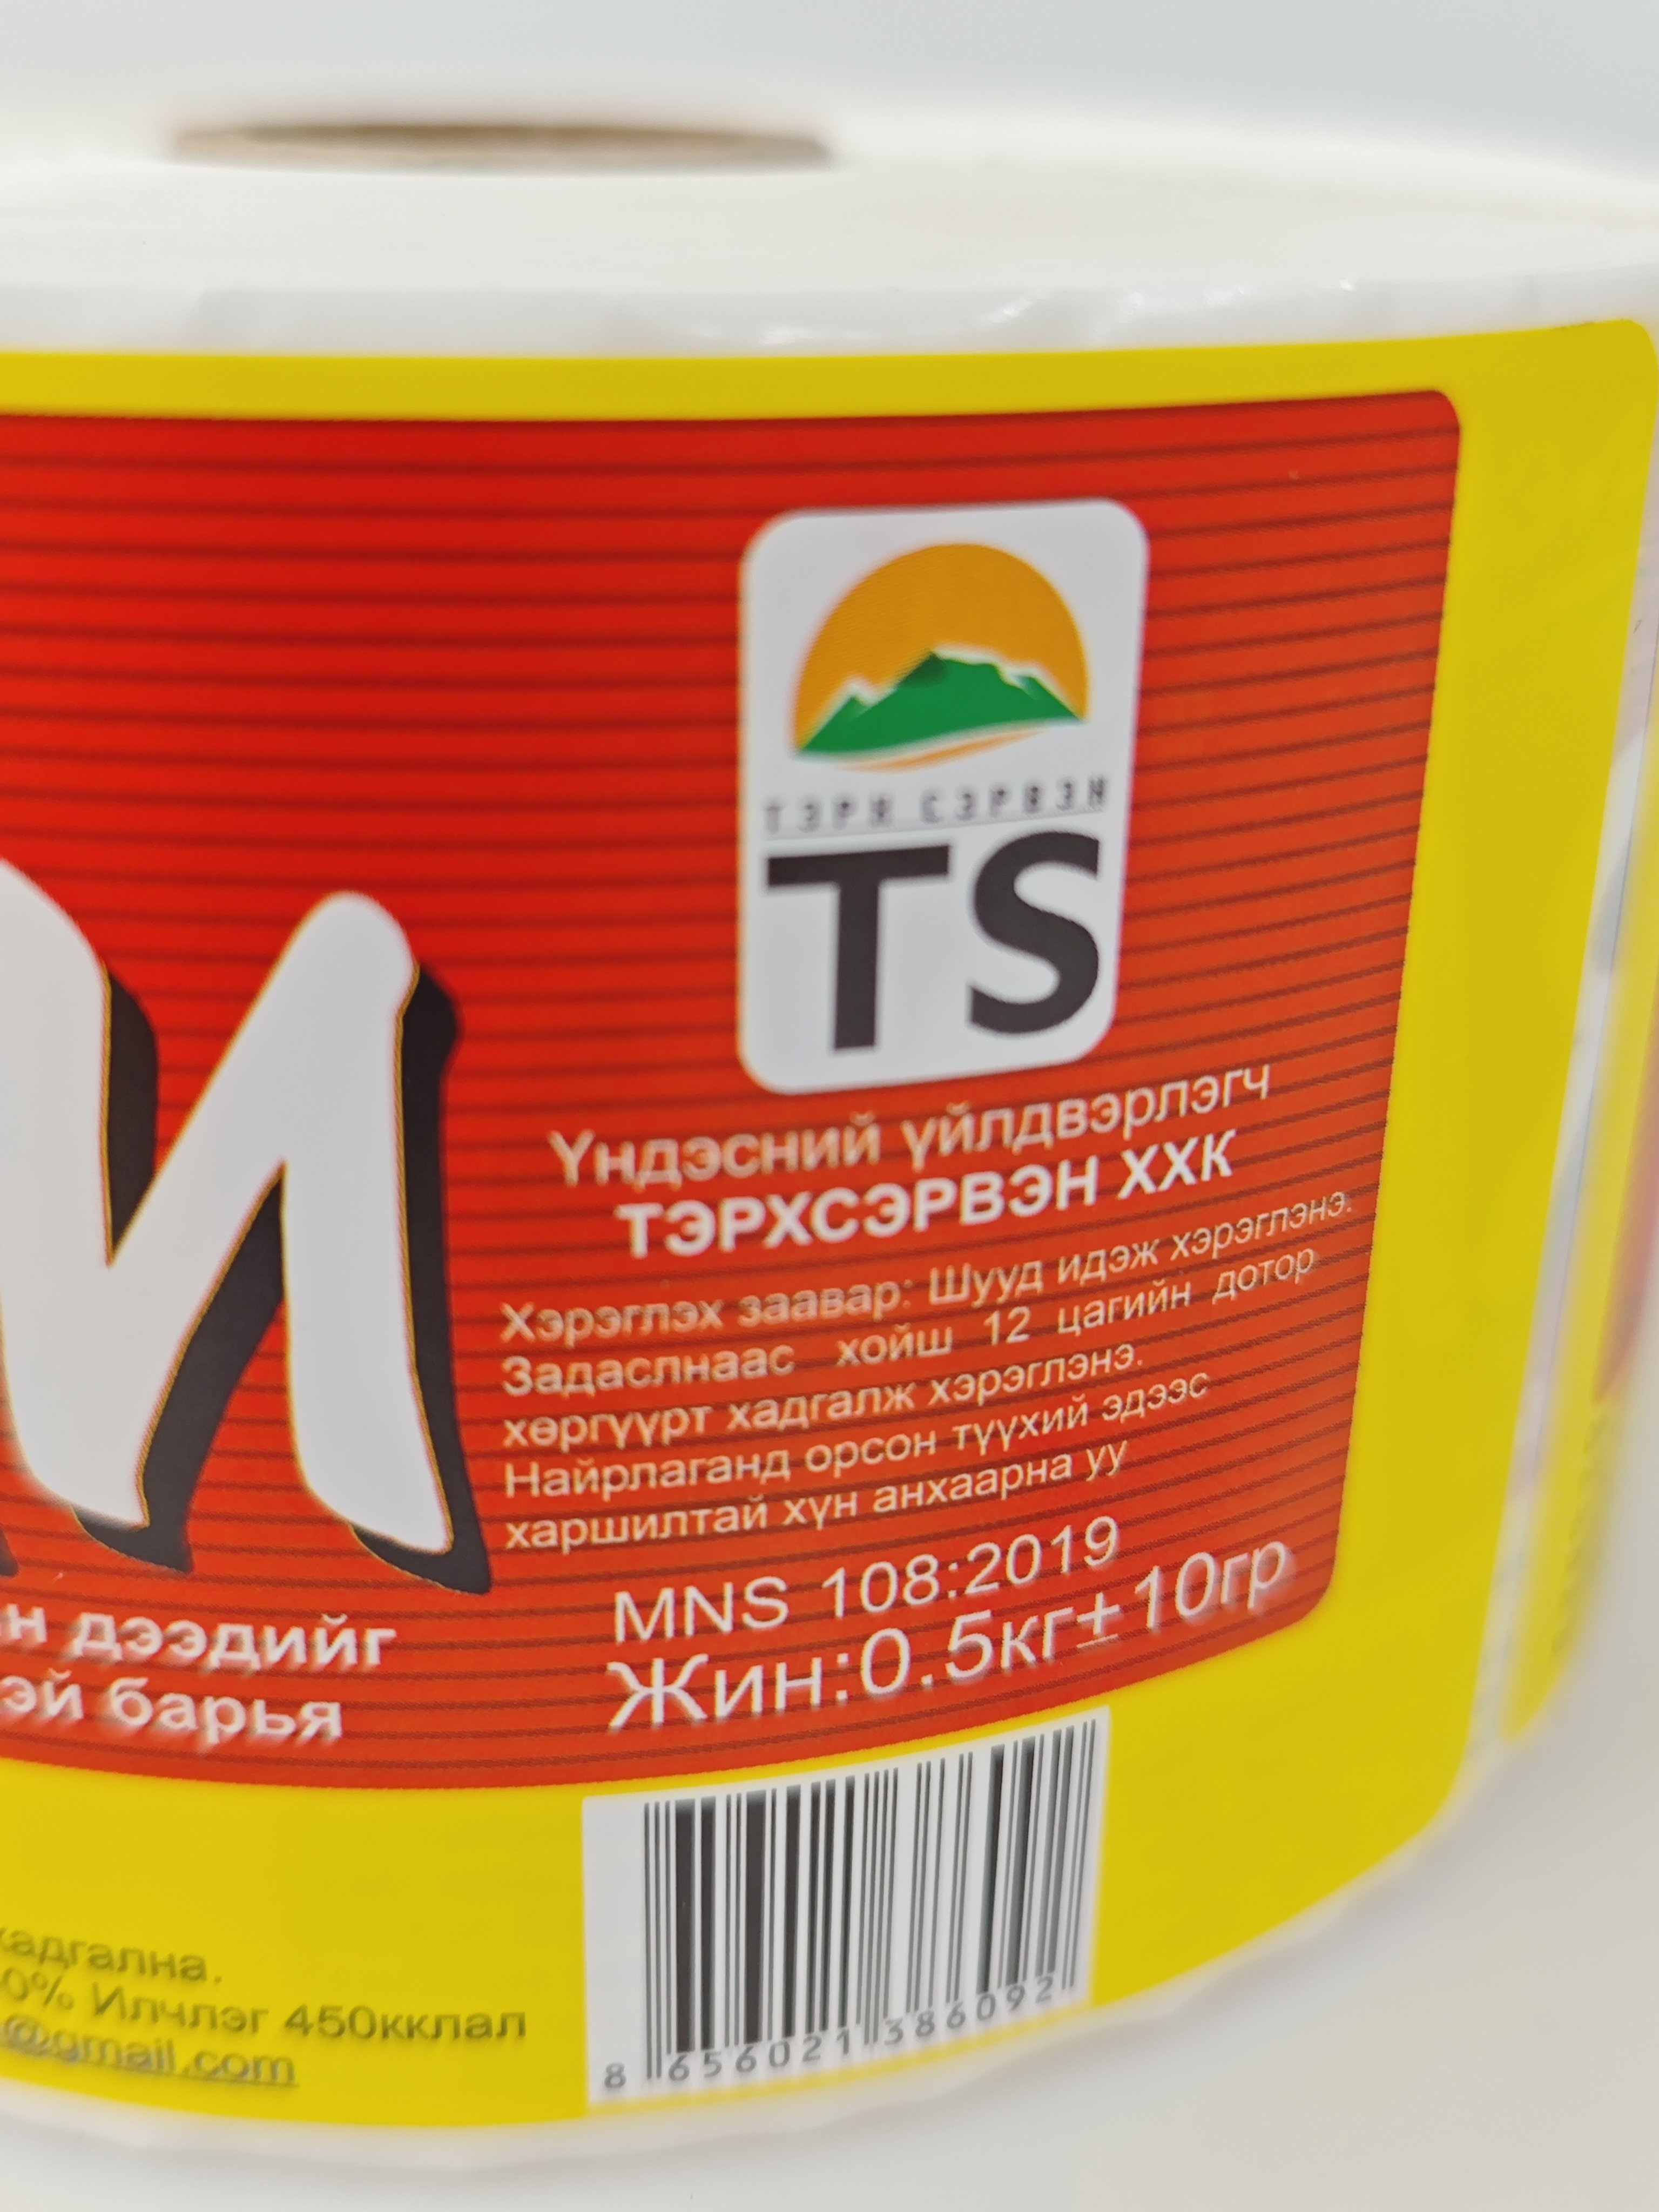 ТЭРХ СЭРВЭН
TS
Үндэсний үйлдвэрлэгч
ТЭРХСЭРВЭН ХХК
Хэрэглэх заавар: Шууд идэж хэрэглэнэ.
Задаслнаас хойш 12 цагийн дотор
хөргүүрт хадгалж хэрэглэнэ.
Найрлаганд орсон түүхий эдээс
харшилтай хүн анхаарна уу
MNS 108:2019
Жин:0.5кг±10гр
дээдийг
барья
хадгална.
0% Илчлэг 450кклал
@gmail.com
8 656021 386092